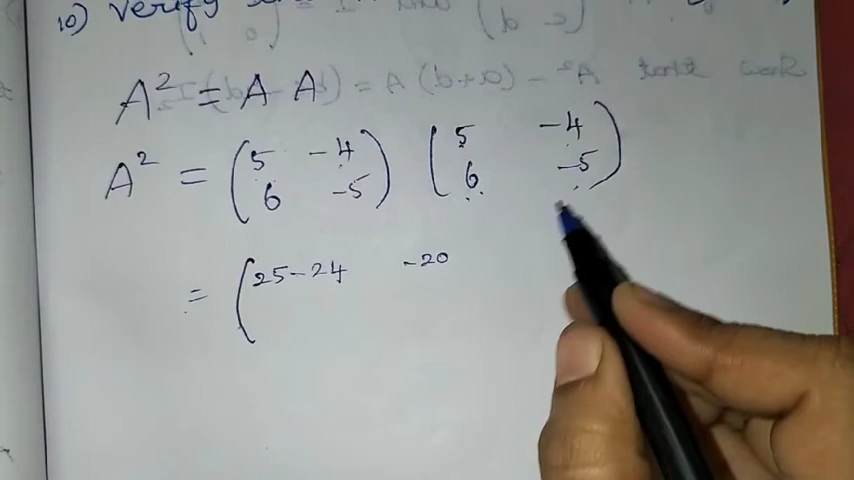 10) Verify
A² = A A
A² = (5 -4 6 -5) (5 -4 6 -5)
= (25-24 -20